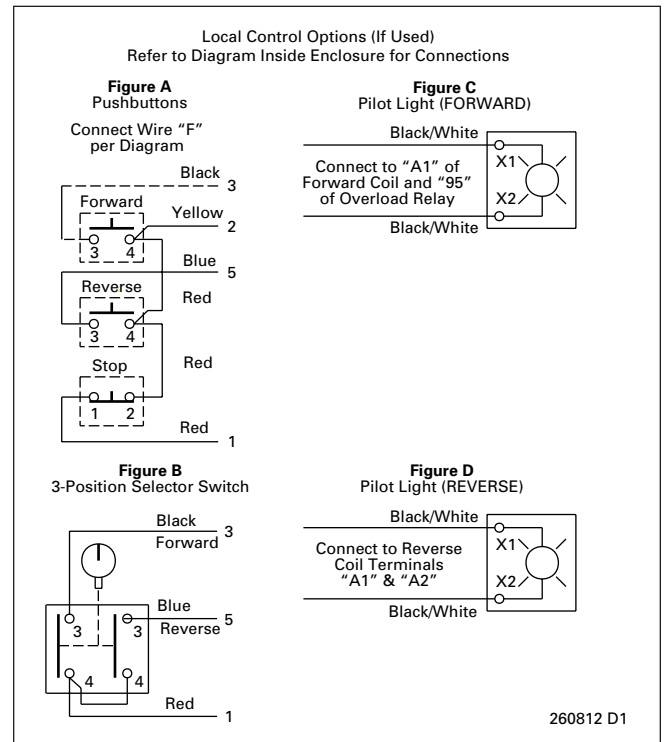 Local Control Options (If Used)
Refer to Diagram Inside Enclosure for Connections
Figure A
Pushbuttons
Connect Wire “F”
per Diagram
Black
3
Forward
Yellow
2
3
4
Blue
5
Reverse
Red
3
4
Stop
Red
1
2
Red
1
Figure C
Pilot Light (FORWARD)
Black/White
X1
Connect to “A1” of
Forward Coil and “95”
of Overload Relay
X2
Black/White
Figure B
3-Position Selector Switch
Black
3
Forward
Blue
5
Reverse
3
3
4
4
Red
1
Figure D
Pilot Light (REVERSE)
Black/White
X1
Connect to Reverse
Coil Terminals
“A1” & “A2”
X2
Black/White
260812 D1